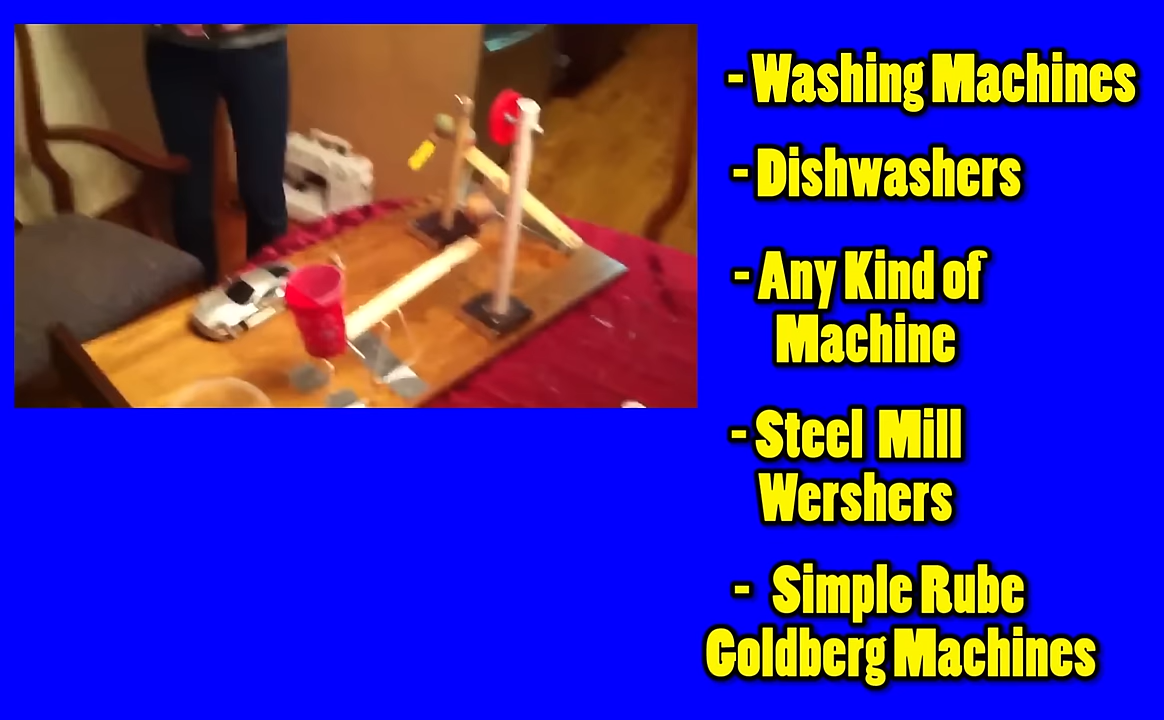 - Washing Machines
- Dishwashers
- Any Kind of
Machine
- Steel Mill
Wershers
- Simple Rube
Goldberg Machines